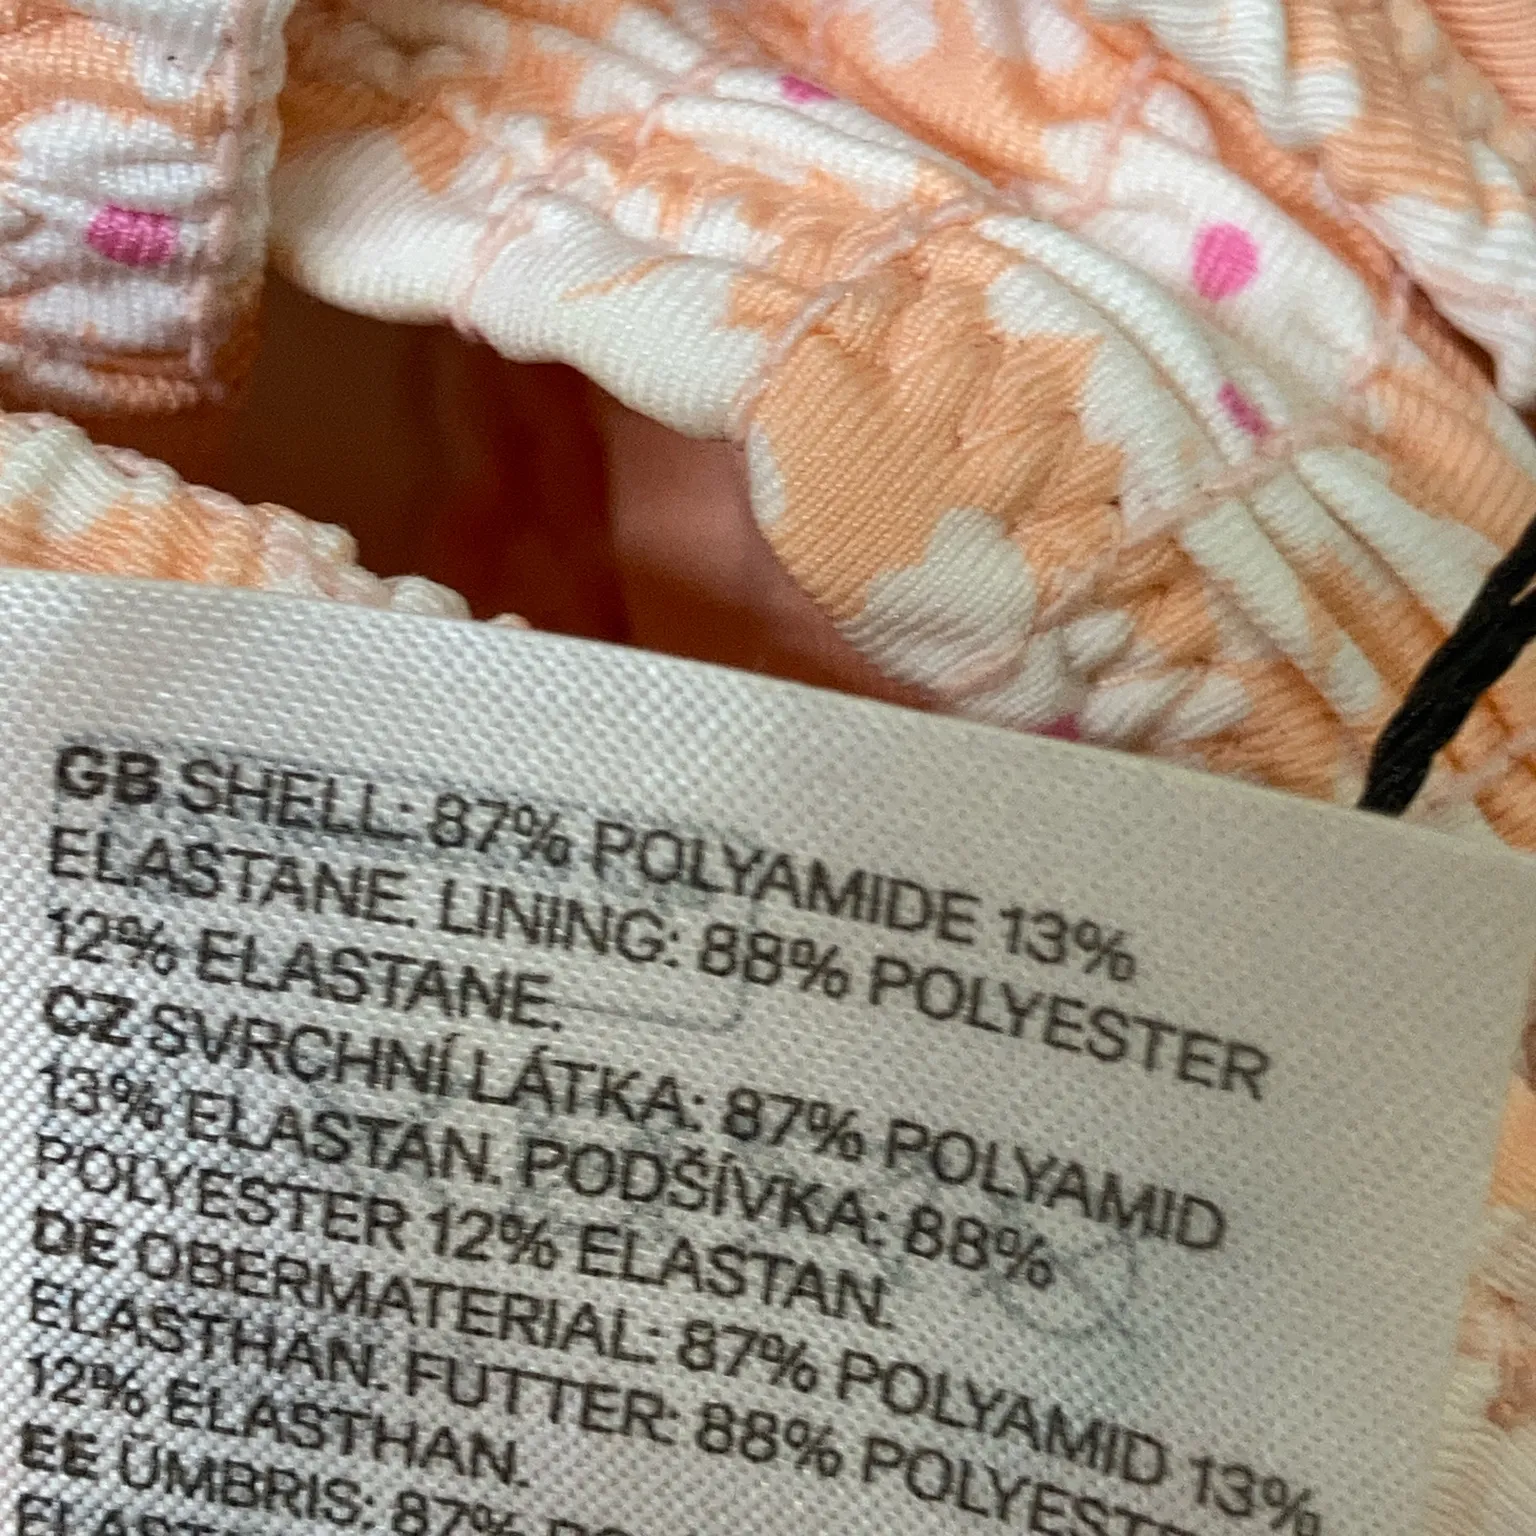 GB SHELL: 87% POLYAMIDE 13%
ELASTANE. LINING: 88% POLYESTER
12% ELASTANE.
CZ SVRCHNÍ LÁTKA: 87% POLYAMID
13% ELASTAN. PODŠÍVKA: 88%
POLYESTER 12% ELASTAN.
DE OBERMATERIAL: 87% POLYAMID 13%
ELASTHAN. FUTTER: 88% POLYESTER
12% ELASTHAN.
EE ÜMBRIS: 87%